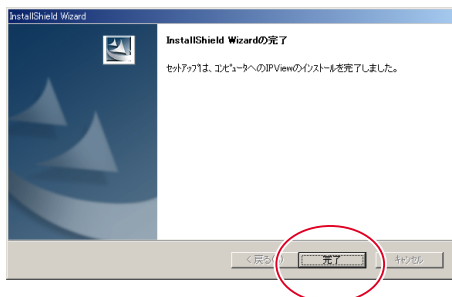 InstallShield Wizard
InstallShield Wizardの完了
セットアップは、コンピュータへのIPViewのインストールを完了しました。
< 戻る
完了
キャンセル